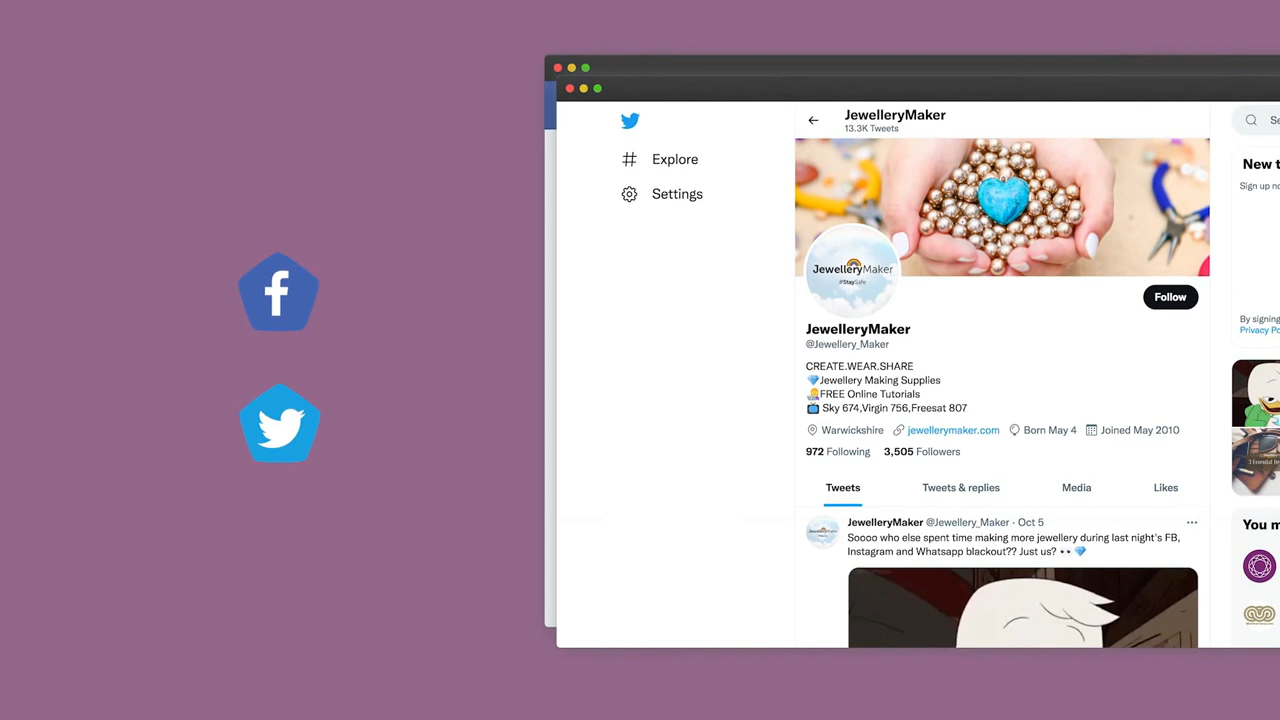 JewelleryMaker
13.3K Tweets
Explore
Settings
Se
New t
Sign up no
JewelleryMaker
#StaySafe
Follow
JewelleryMaker
@Jewellery_Maker
CREATE.WEAR.SHARE
💎Jewellery Making Supplies
FREE Online Tutorials
📺 Sky 674,Virgin 756,Freesat 807
Warwickshire jewellerymaker.com Born May 4 Joined May 2010
972 Following 3,505 Followers
By signing
Privacy Po
Tweets Tweets & replies Media Likes
JewelleryMaker @Jewellery_Maker · Oct 5
Soooo who else spent time making more jewellery during last night's FB,
Instagram and Whatsapp blackout?? Just us? 👀 💎
You m